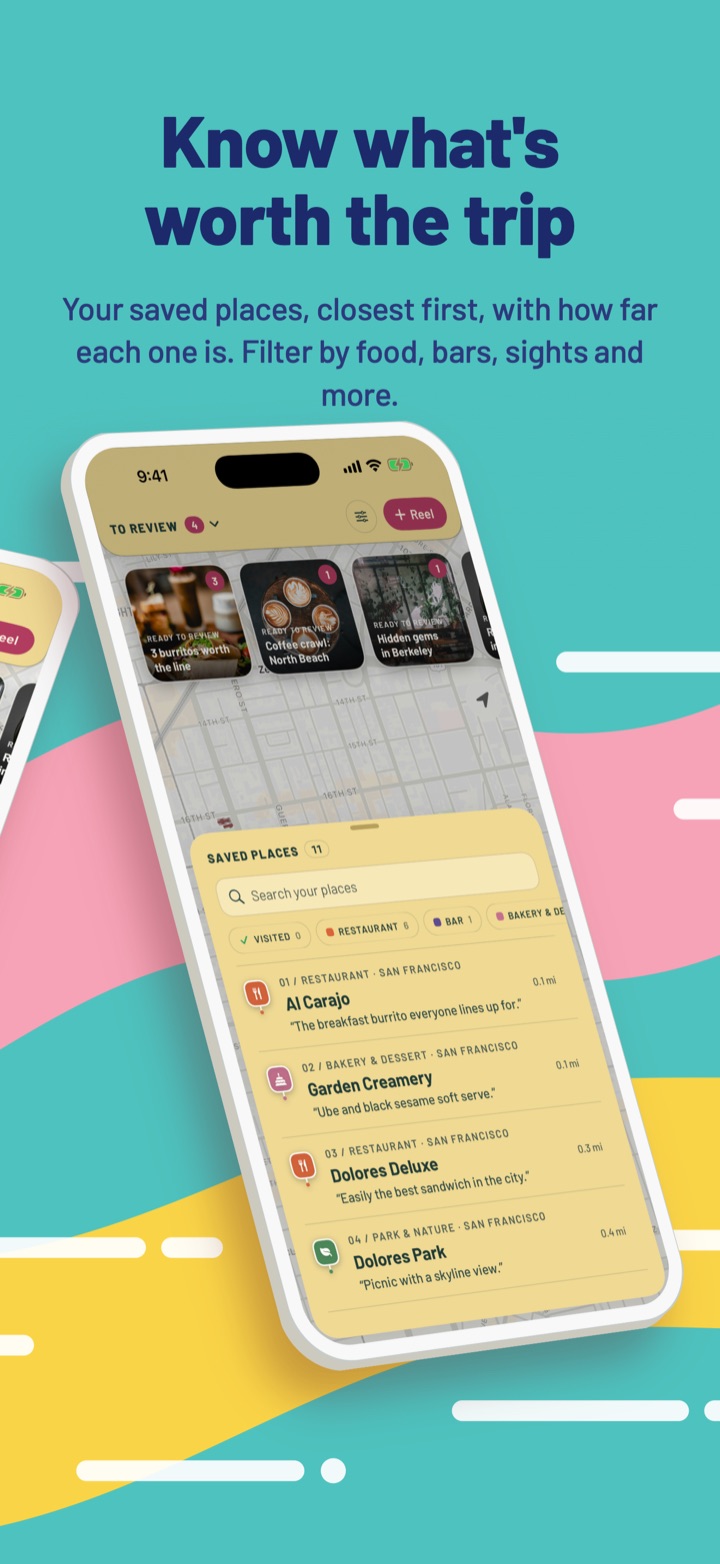 Know what's
worth the trip
Your saved places, closest first, with how far
each one is. Filter by food, bars, sights and
more.
9:41
TO REVIEW 4
+ Reel
3
READY TO REVIEW
3 burritos worth
the line
1
READY TO REVIEW
Coffee crawl:
North Beach
1
READY TO REVIEW
Hidden gems
in Berkeley
14TH ST
14TH ST
15TH ST
16TH ST
16TH ST
SAVED PLACES 11
Search your places
VISITED 0
RESTAURANT 6
BAR 1
BAKERY & DE
01 / RESTAURANT · SAN FRANCISCO
Al Carajo
0.1 mi
"The breakfast burrito everyone lines up for."
02 / BAKERY & DESSERT · SAN FRANCISCO
Garden Creamery
0.1 mi
"Ube and black sesame soft serve."
03 / RESTAURANT · SAN FRANCISCO
Dolores Deluxe
0.3 mi
"Easily the best sandwich in the city."
04 / PARK & NATURE · SAN FRANCISCO
Dolores Park
0.4 mi
"Picnic with a skyline view."